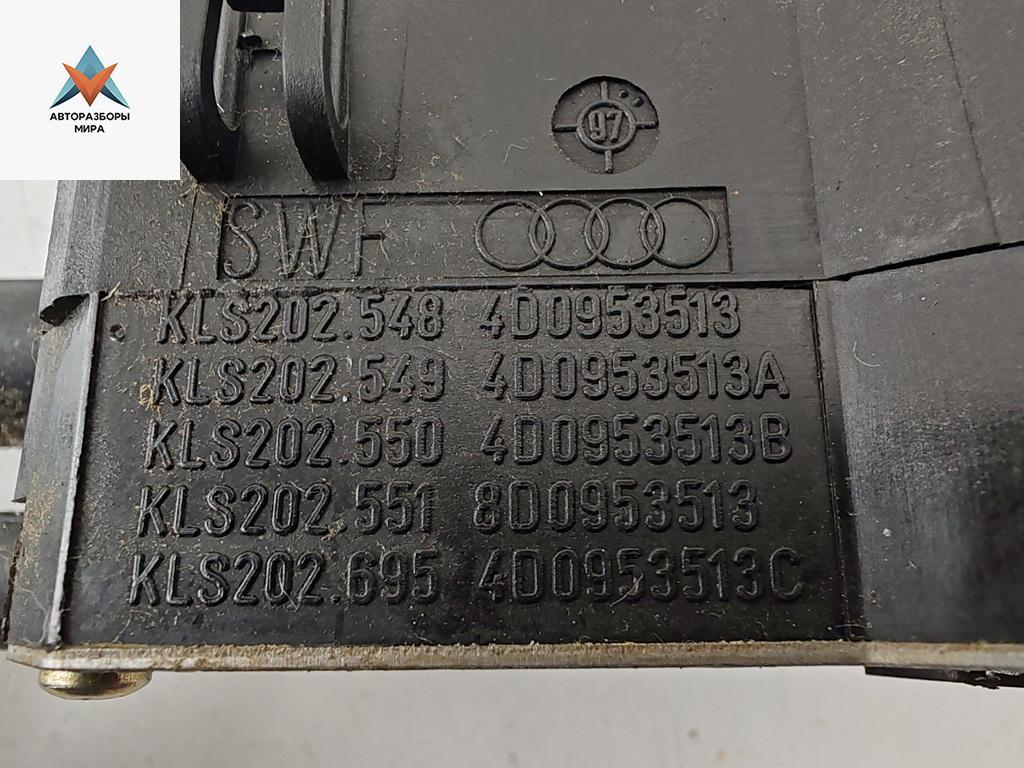 АВТОРАЗБОРЫ
МИРА
97
SWF
KLS202.548 4D0953513
KLS202.549 4D0953513A
KLS202.550 4D0953513B
KLS202.551 8D0953513
KLS202.695 4D0953513C